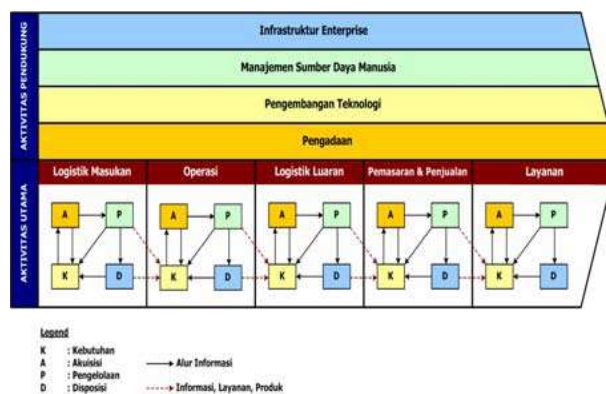 AKTIVITAS PENDUKUNG
Infrastruktur Enterprise
Manajemen Sumber Daya Manusia
Pengembangan Teknologi
Pengadaan
AKTIVITAS UTAMA
Logistik Masukan
Operasi
Logistik Luaran
Pemasaran & Penjualan
Layanan
A P
K D
A P
K D
A P
K D
A P
K D
A P
K D
Legend
K : Kebutuhan
A : Akuisisi
P : Pengelolaan
D : Disposisi
Alur Informasi
Informasi, Layanan, Produk